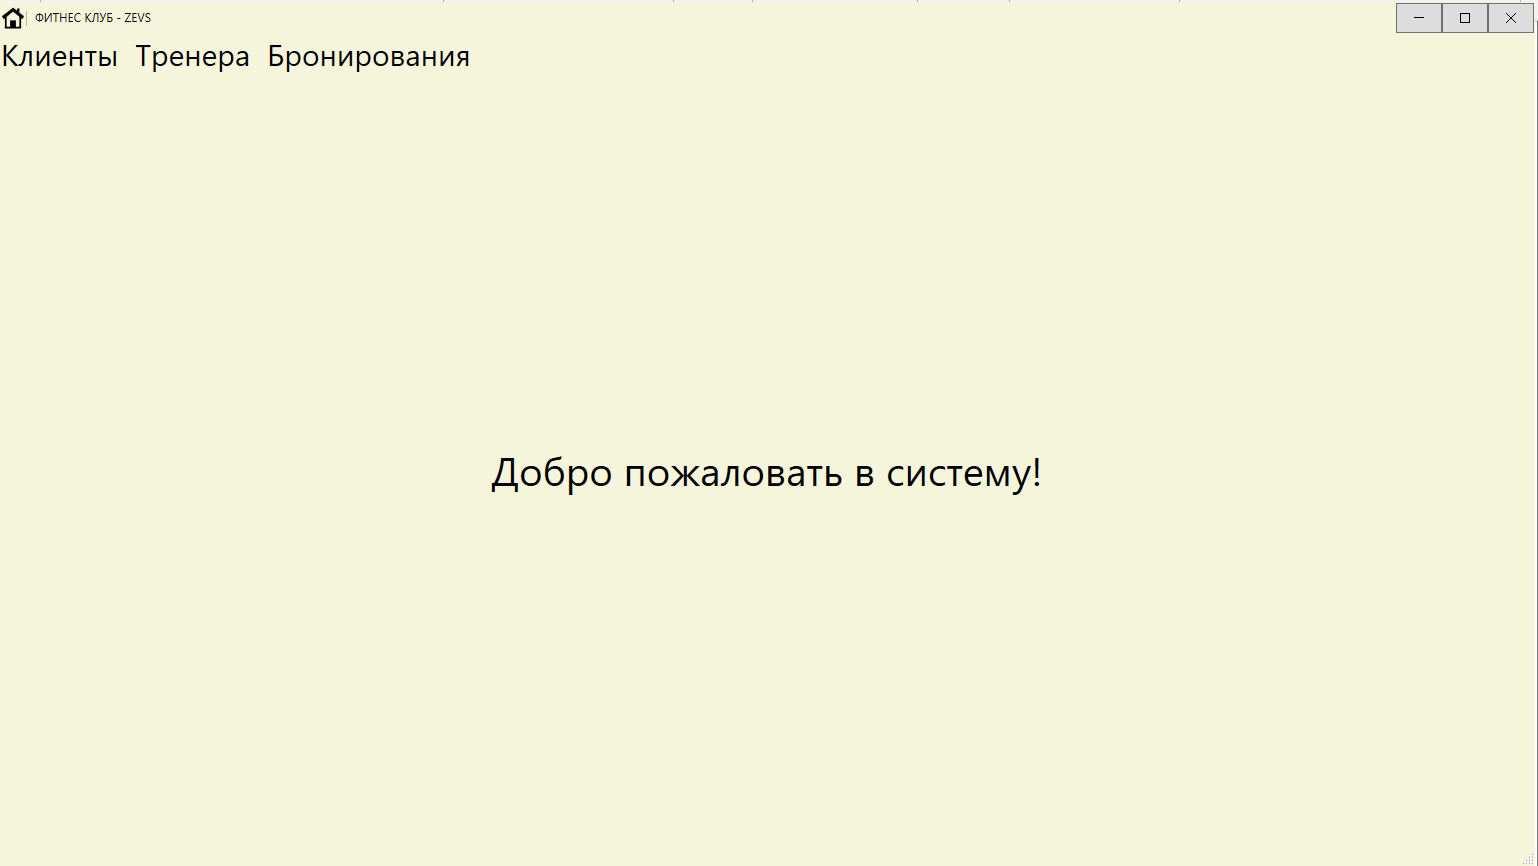 ФИТНЕС КЛУБ - ZEVS
Клиенты Тренера Бронирования
Добро пожаловать в систему!